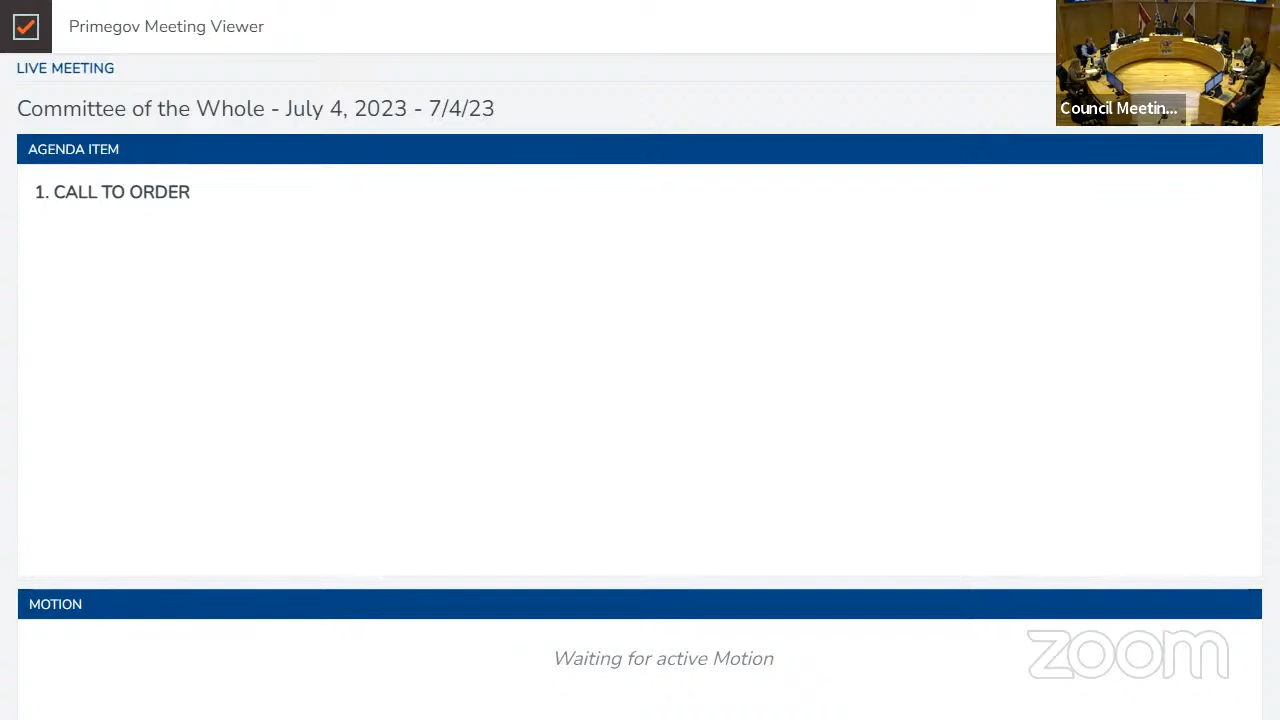 Primegov Meeting Viewer
LIVE MEETING
Council Meetin...
Committee of the Whole - July 4, 2023 - 7/4/23
AGENDA ITEM
1. CALL TO ORDER
MOTION
Waiting for active Motion
zoom